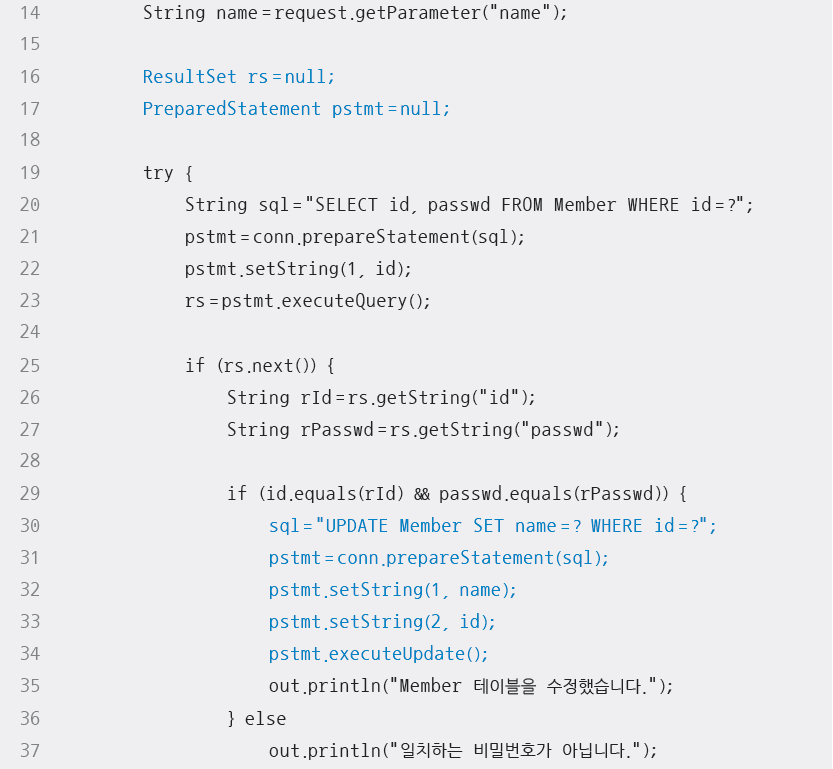 14 String name=request.getParameter("name");
15
16 ResultSet rs=null;
17 PreparedStatement pstmt=null;
18
19 try {
20 String sql="SELECT id, passwd FROM Member WHERE id=?";
21 pstmt=conn.prepareStatement(sql);
22 pstmt.setString(1, id);
23 rs=pstmt.executeQuery();
24
25 if (rs.next()) {
26 String rId=rs.getString("id");
27 String rPasswd=rs.getString("passwd");
28
29 if (id.equals(rId) && passwd.equals(rPasswd)) {
30 sql="UPDATE Member SET name=? WHERE id=?";
31 pstmt=conn.prepareStatement(sql);
32 pstmt.setString(1, name);
33 pstmt.setString(2, id);
34 pstmt.executeUpdate();
35 out.println("Member 테이블을 수정했습니다.");
36 } else
37 out.println("일치하는 비밀번호가 아닙니다.");